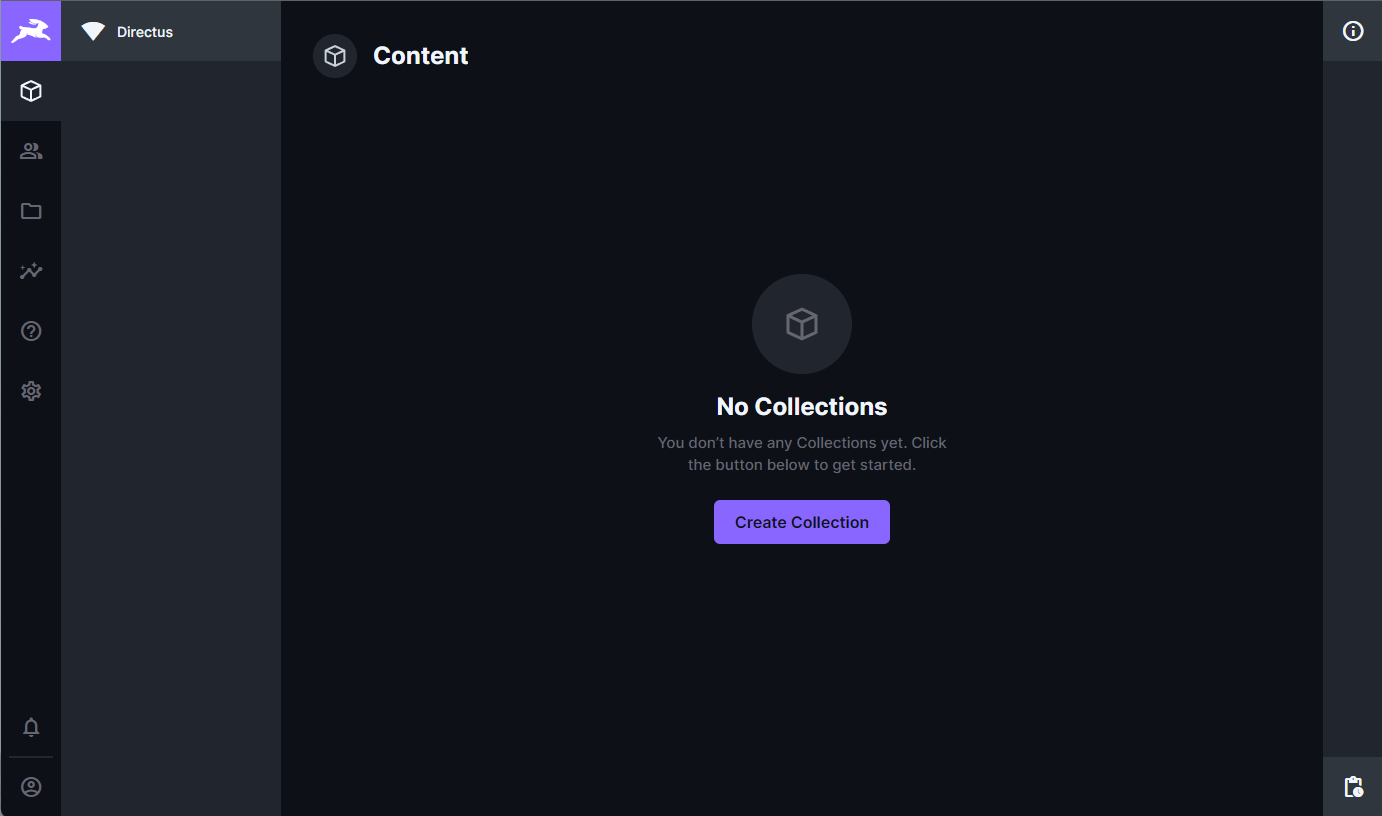 Directus
Content
No Collections
You don’t have any Collections yet. Click
the button below to get started.
Create Collection